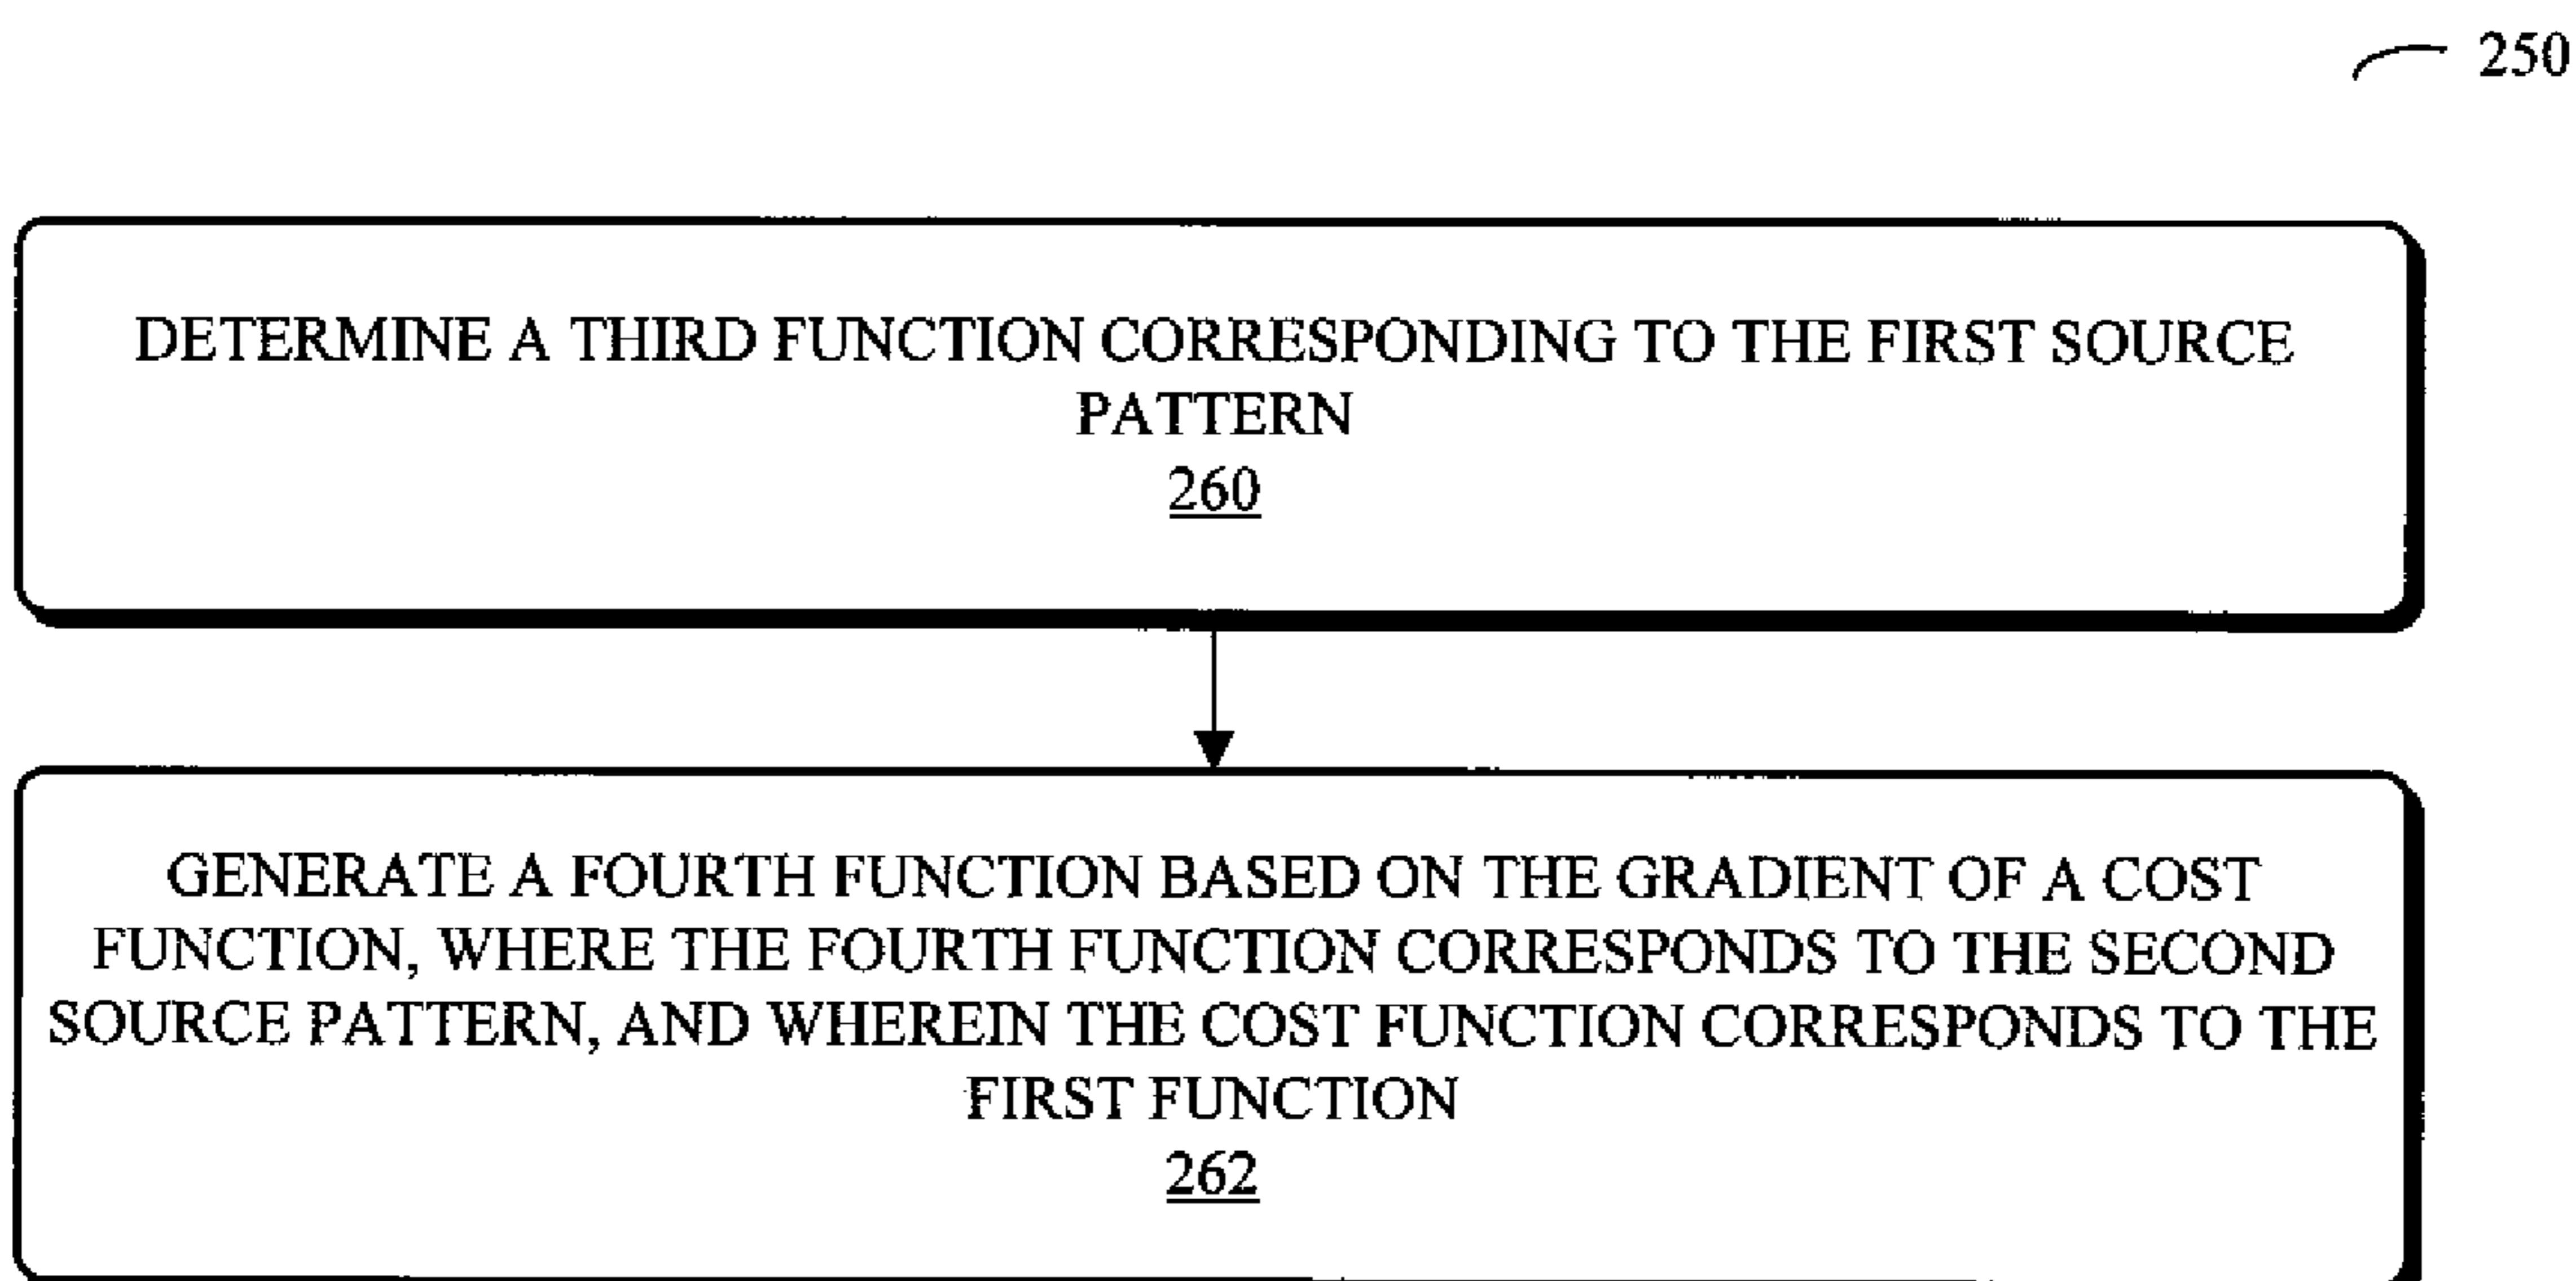 250
DETERMINE A THIRD FUNCTION CORRESPONDING TO THE FIRST SOURCE
PATTERN
260
GENERATE A FOURTH FUNCTION BASED ON THE GRADIENT OF A COST
FUNCTION, WHERE THE FOURTH FUNCTION CORRESPONDS TO THE SECOND
SOURCE PATTERN, AND WHEREIN THE COST FUNCTION CORRESPONDS TO THE
FIRST FUNCTION
262